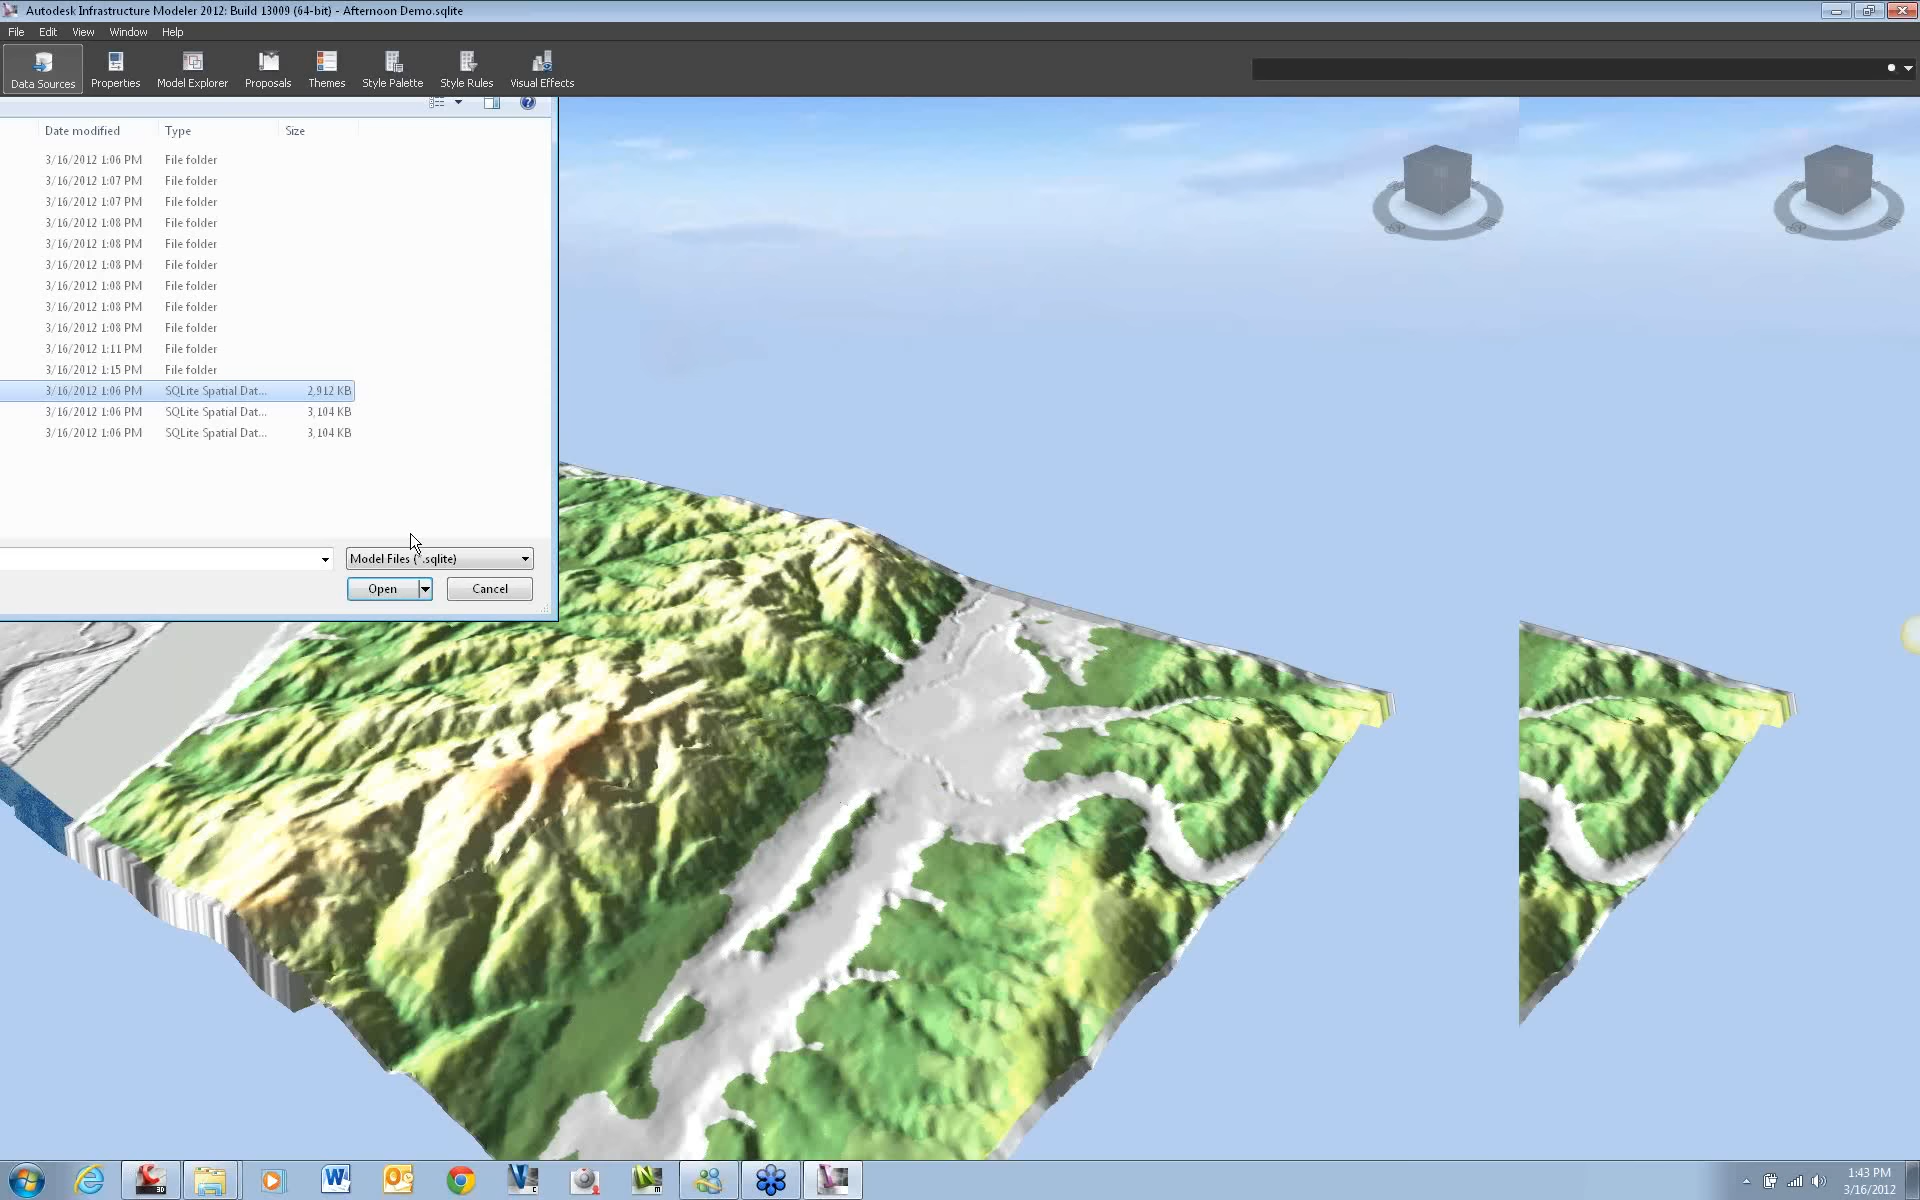 Autodesk Infrastructure Modeler 2012: Build 13009 (64-bit) - Afternoon Demo.sqlite
File Edit View Window Help
Data Sources Properties Model Explorer Proposals Themes Style Palette Style Rules Visual Effects
Date modified Type Size
3/16/2012 1:06 PM File folder
3/16/2012 1:07 PM File folder
3/16/2012 1:07 PM File folder
3/16/2012 1:08 PM File folder
3/16/2012 1:08 PM File folder
3/16/2012 1:08 PM File folder
3/16/2012 1:08 PM File folder
3/16/2012 1:08 PM File folder
3/16/2012 1:08 PM File folder
3/16/2012 1:11 PM File folder
3/16/2012 1:15 PM File folder
3/16/2012 1:06 PM SQLite Spatial Dat... 2,912 KB
3/16/2012 1:06 PM SQLite Spatial Dat... 3,104 KB
3/16/2012 1:06 PM SQLite Spatial Dat... 3,104 KB
Model Files (*.sqlite)
Open Cancel
1:43 PM
3/16/2012